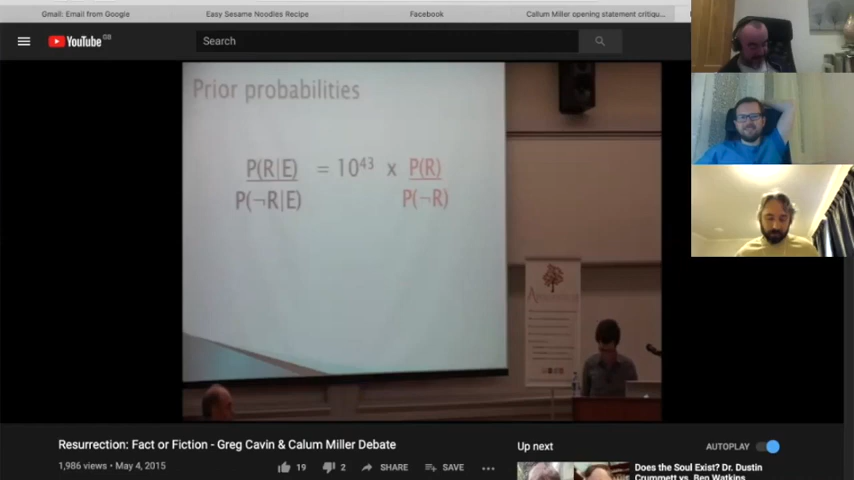 Gmail: Email from Google
Easy Sesame Noodles Recipe
Facebook
Callum Miller opening statement critiqu...
YouTube GB
Search
Prior probabilities
P(R|E) = 10⁴³ x P(R)
P(¬R|E) P(¬R)
Resurrection: Fact or Fiction - Greg Cavin & Calum Miller Debate
1,986 views • May 4, 2015
19
2
SHARE
SAVE
Up next
AUTOPLAY
Does the Soul Exist? Dr. Dustin
Crummett vs. Ben Watkins